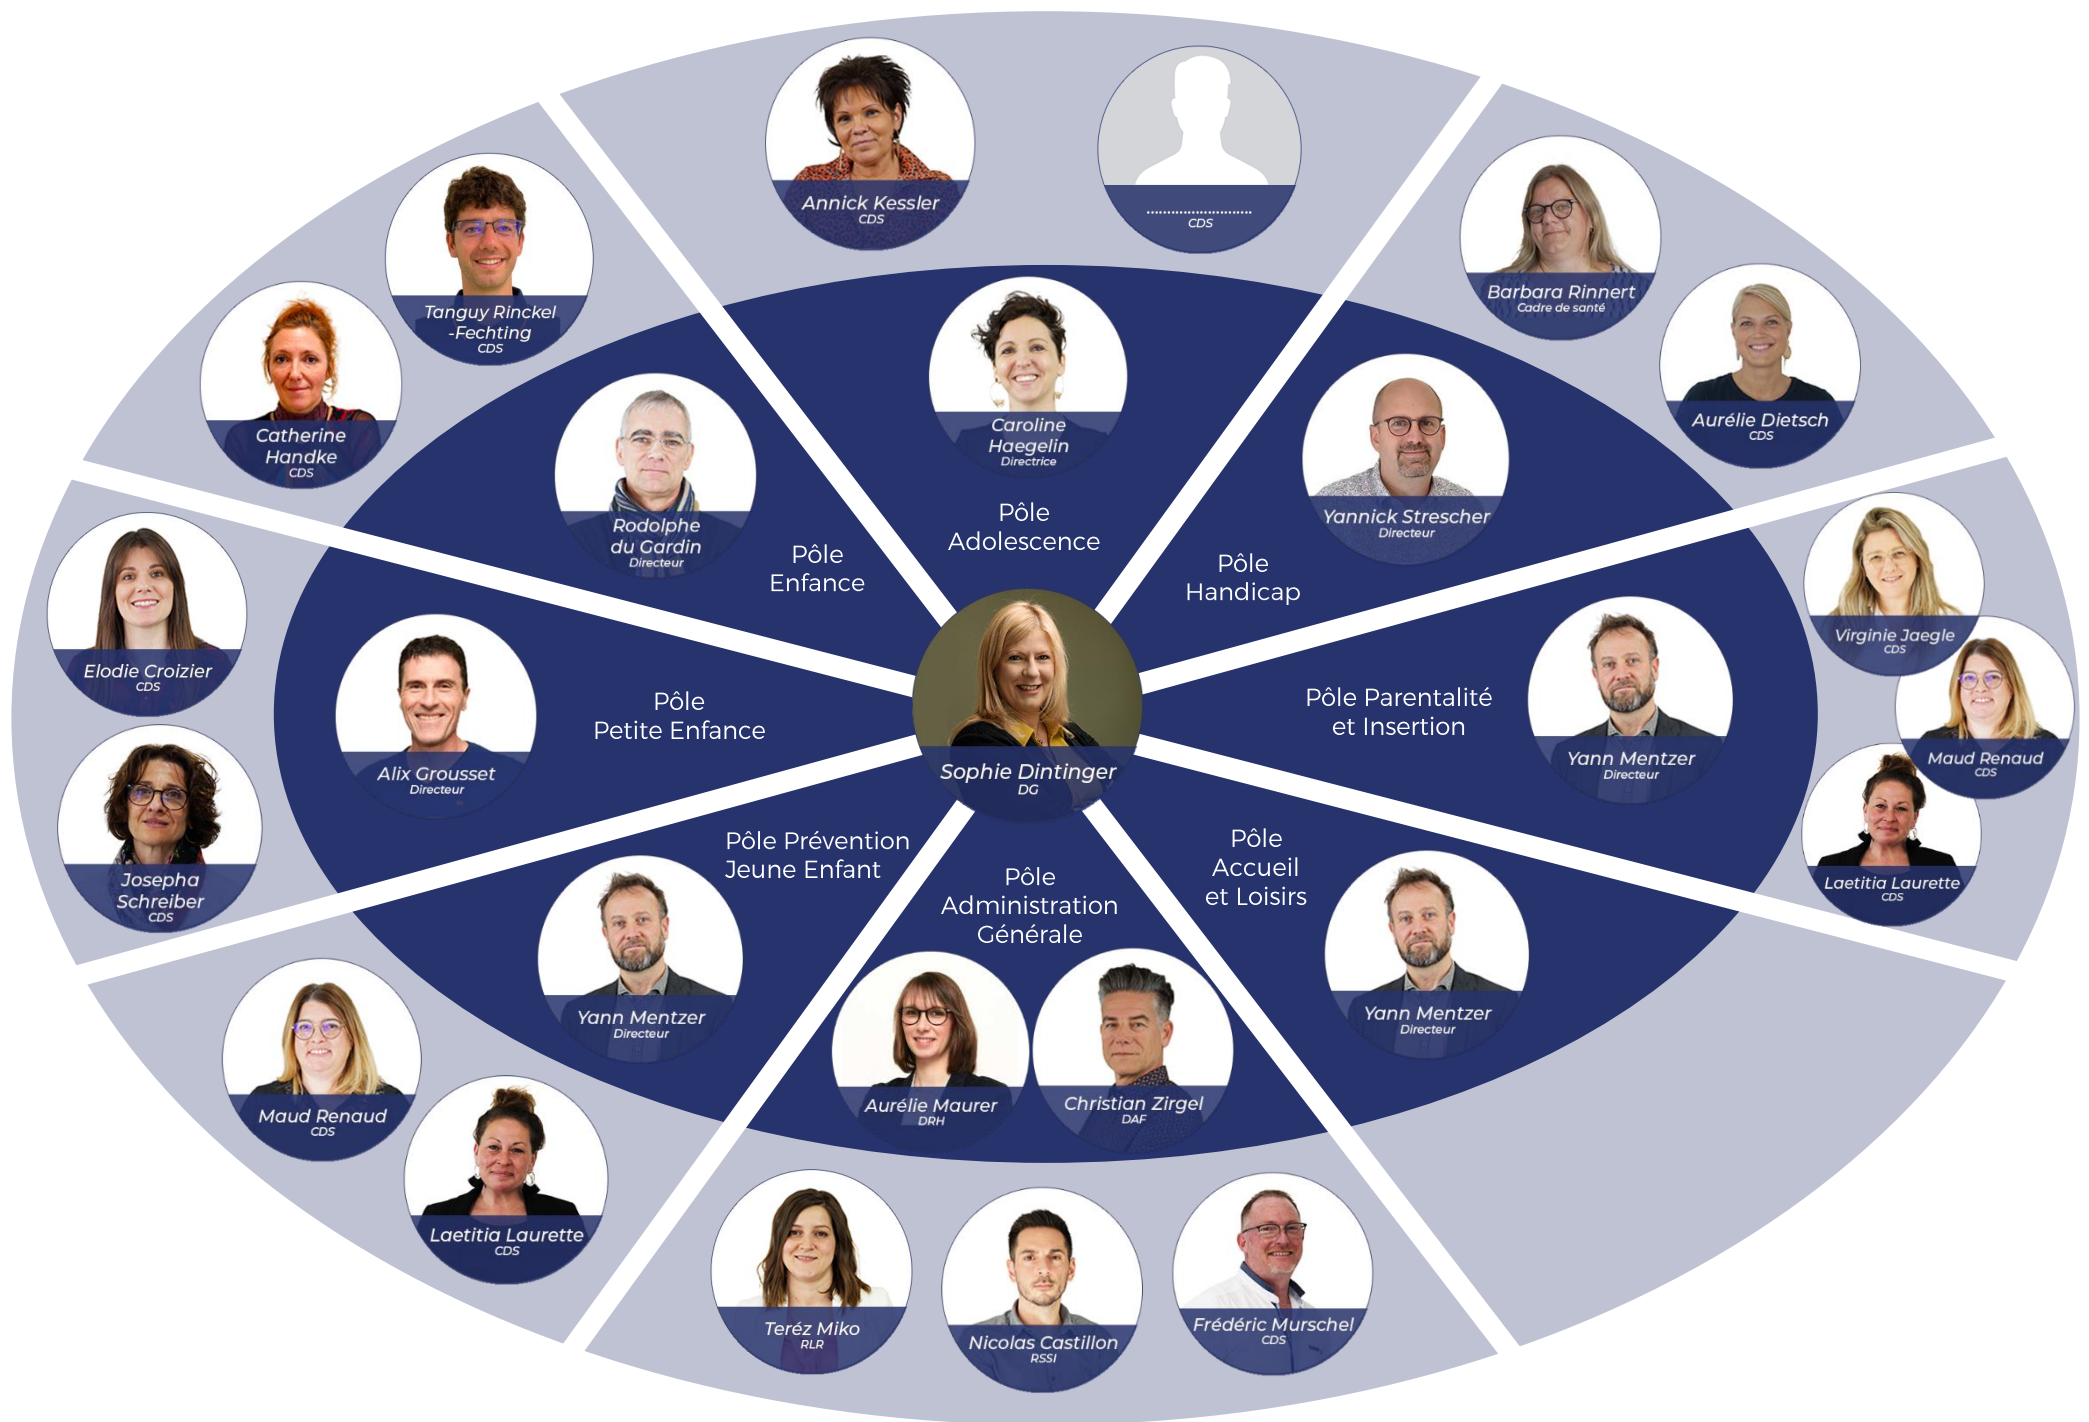 Annick Kessler
CDS
..........................
CDS
Tanguy Rinckel
-Fechting
CDS
Catherine
Handke
CDS
Barbara Rinnert
Cadre de santé
Aurélie Dietsch
CDS
Caroline
Haegelin
Directrice
Pôle
Adolescence
Rodolphe
du Gardin
Directeur
Pôle
Enfance
Yannick Strescher
Directeur
Pôle
Handicap
Elodie Croizier
CDS
Josepha
Schreiber
CDS
Alix Grousset
Directeur
Pôle
Petite Enfance
Sophie Dintinger
DG
Pôle Parentalité
et Insertion
Yann Mentzer
Directeur
Virginie Jaegle
CDS
Maud Renaud
CDS
Laetitia Laurette
CDS
Pôle Prévention
Jeune Enfant
Yann Mentzer
Directeur
Maud Renaud
CDS
Laetitia Laurette
CDS
Pôle
Administration
Générale
Aurélie Maurer
DRH
Christian Zirgel
DAF
Pôle
Accueil
et Loisirs
Yann Mentzer
Directeur
Teréz Miko
RLR
Nicolas Castillon
RSSI
Frédéric Murschel
CDS